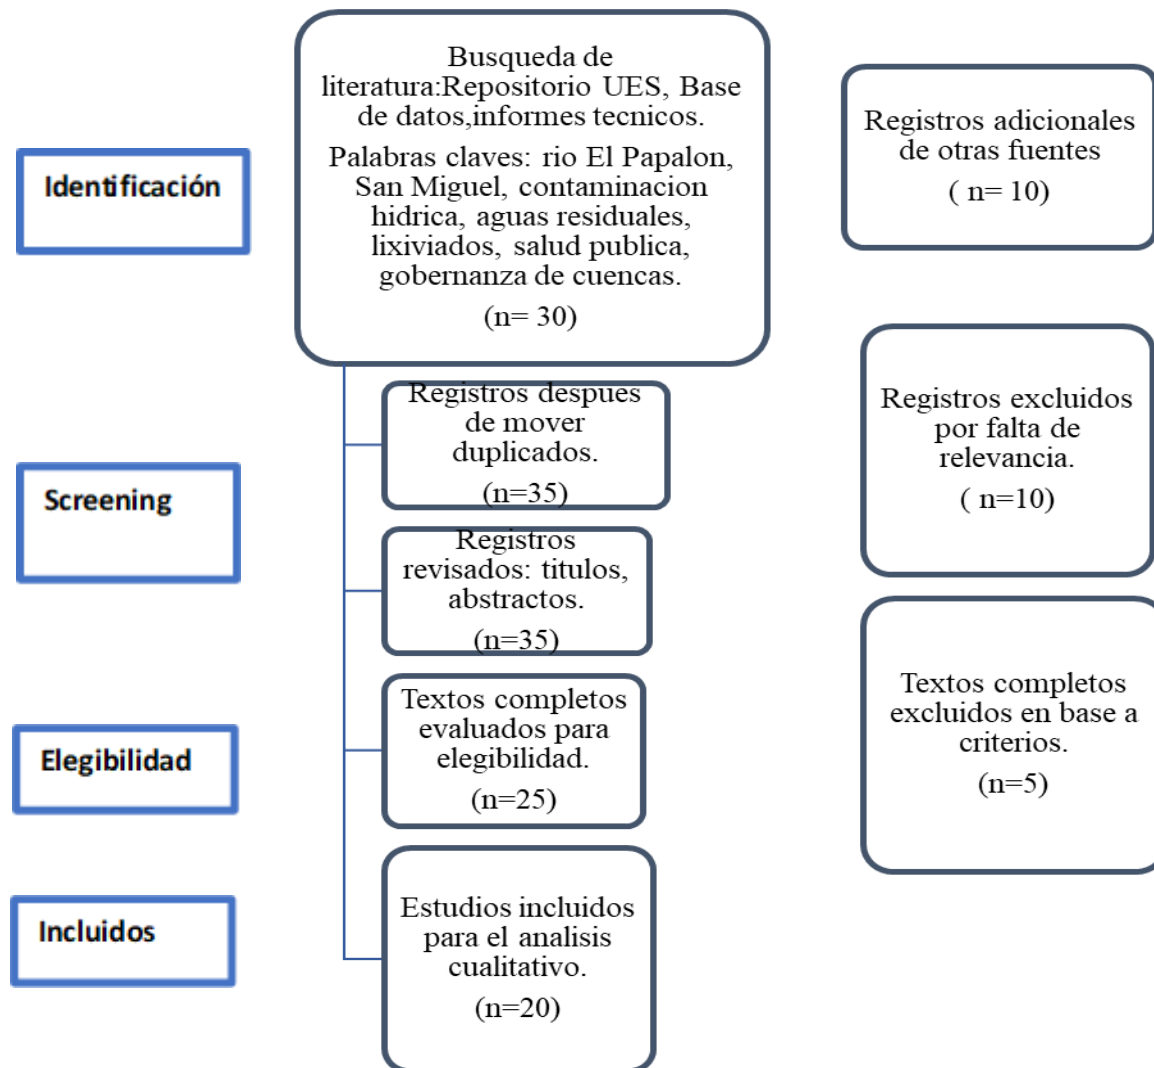 Identificación
Busqueda de
literatura:Repositorio UES, Base
de datos,informes tecnicos.
Palabras claves: rio El Papalon,
San Miguel, contaminacion
hidrica, aguas residuales,
lixiviados, salud publica,
gobernanza de cuencas.
(n= 30)
Registros adicionales
de otras fuentes
( n= 10)
Screening
Registros despues
de mover
duplicados.
(n=35)
Registros excluidos
por falta de
relevancia.
( n=10)
Registros
revisados: titulos,
abstractos.
(n=35)
Elegibilidad
Textos completos
evaluados para
elegibilidad.
(n=25)
Textos completos
excluidos en base a
criterios.
(n=5)
Incluidos
Estudios incluidos
para el analisis
cualitativo.
(n=20)